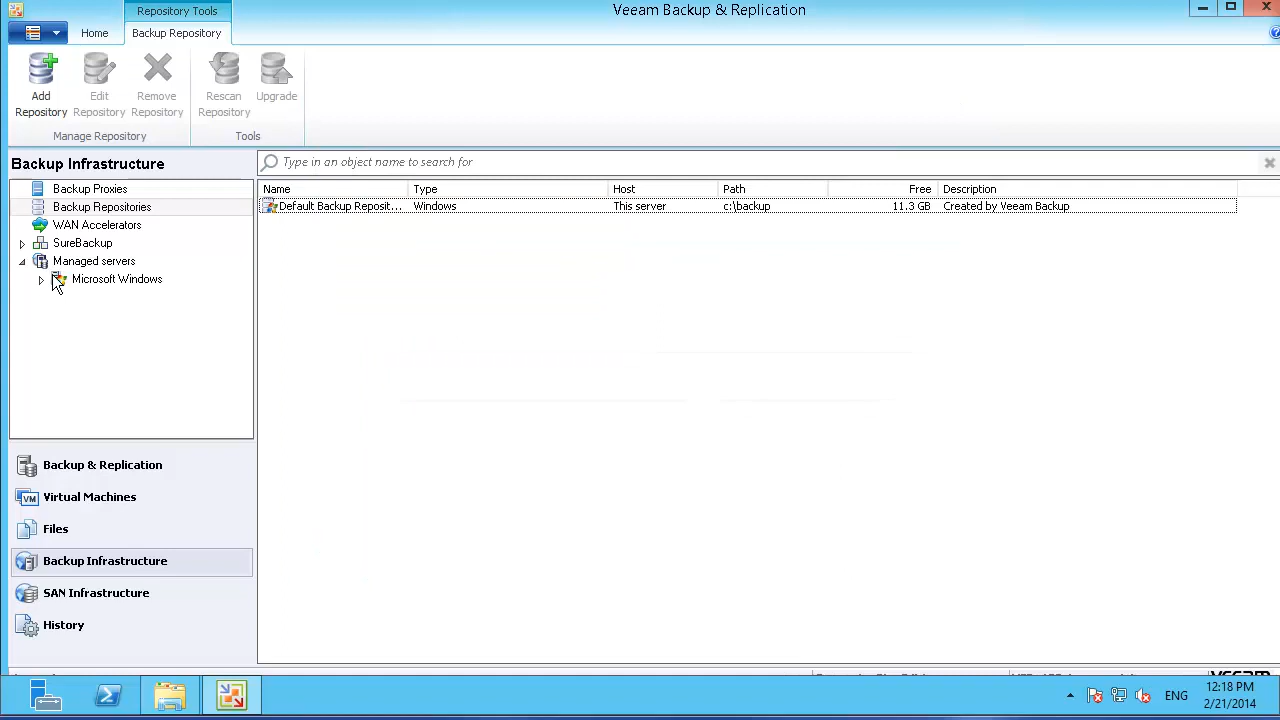 Repository Tools
Veeam Backup & Replication
Home
Backup Repository
Add Repository
Edit Repository
Remove Repository
Rescan Repository
Upgrade
Manage Repository
Tools
Backup Infrastructure
Type in an object name to search for
Backup Proxies
Backup Repositories
WAN Accelerators
SureBackup
Managed servers
Microsoft Windows
Name Type Host Path Free Description
Default Backup Reposit... Windows This server c:\backup 11.3 GB Created by Veeam Backup
Backup & Replication
VM
Virtual Machines
Files
Backup Infrastructure
SAN Infrastructure
History
ENG
12:18 PM
2/21/2014